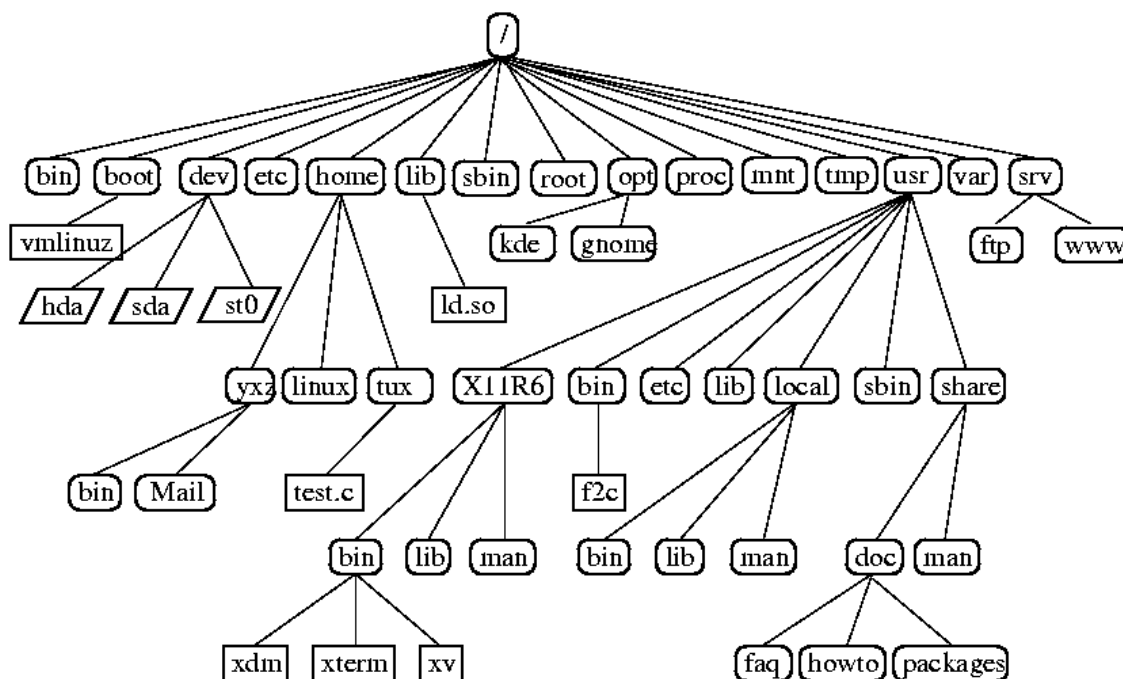 /
bin boot dev etc home lib sbin root opt proc mnt tmp usr var srv
vmlinuz kde gnome ftp www
hda sda st0 ld.so
yxz linux tux X11R6 bin etc lib local sbin share
bin Mail test.c f2c
bin lib man bin lib man doc man
xdm xterm xv faq howto packages